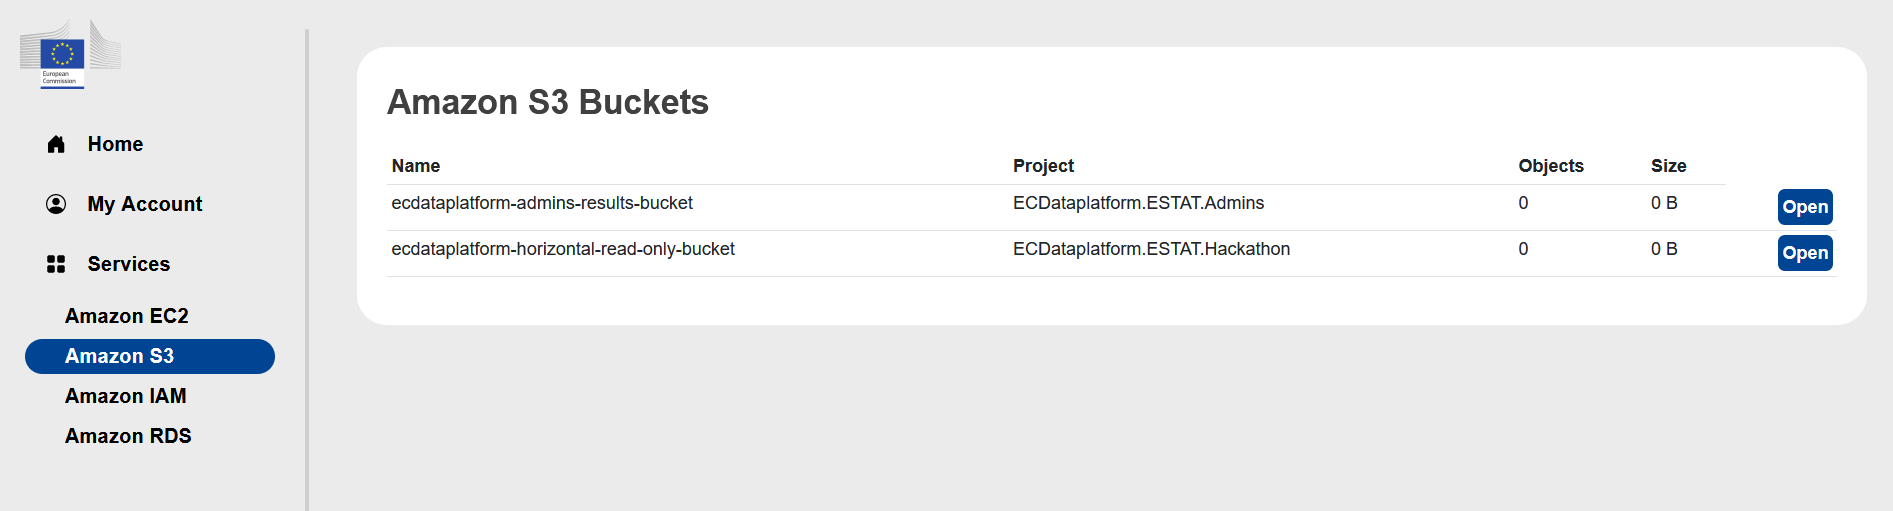 European
Commission
Home
My Account
Services
Amazon EC2
Amazon S3
Amazon IAM
Amazon RDS
Amazon S3 Buckets
Name Project Objects Size
ecdataplatform-admins-results-bucket ECDataplatform.ESTAT.Admins 0 0 B Open
ecdataplatform-horizontal-read-only-bucket ECDataplatform.ESTAT.Hackathon 0 0 B Open